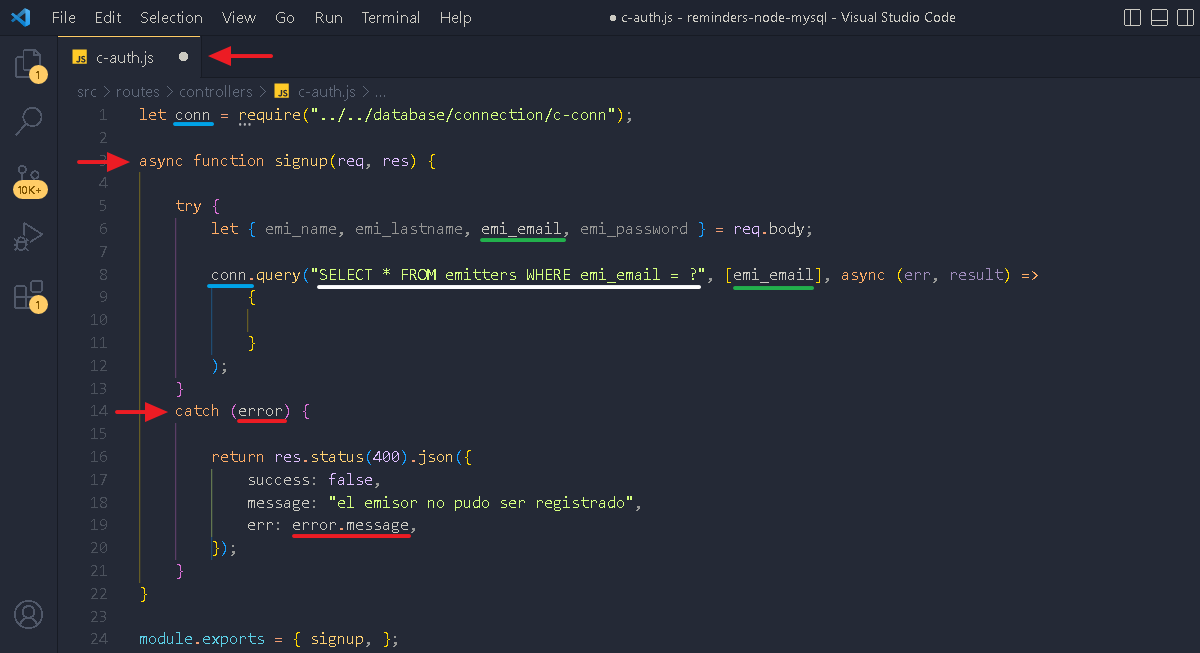 File Edit Selection View Go Run Terminal Help ● c-auth.js - reminders-node-mysql - Visual Studio Code
JS c-auth.js ●
1
src > routes > controllers > JS c-auth.js > ...
1 let conn = require("../../database/connection/c-conn");
2
3 async function signup(req, res) {
4
5 try {
6 let { emi_name, emi_lastname, emi_email, emi_password } = req.body;
7
8 conn.query("SELECT * FROM emitters WHERE emi_email = ?", [emi_email], async (err, result) =>
9 {
10
11 }
12 );
13 }
14 catch (error) {
15
16 return res.status(400).json({
17 success: false,
18 message: "el emisor no pudo ser registrado",
19 err: error.message,
20 });
21 }
22 }
23
24 module.exports = { signup, };
10K+
1